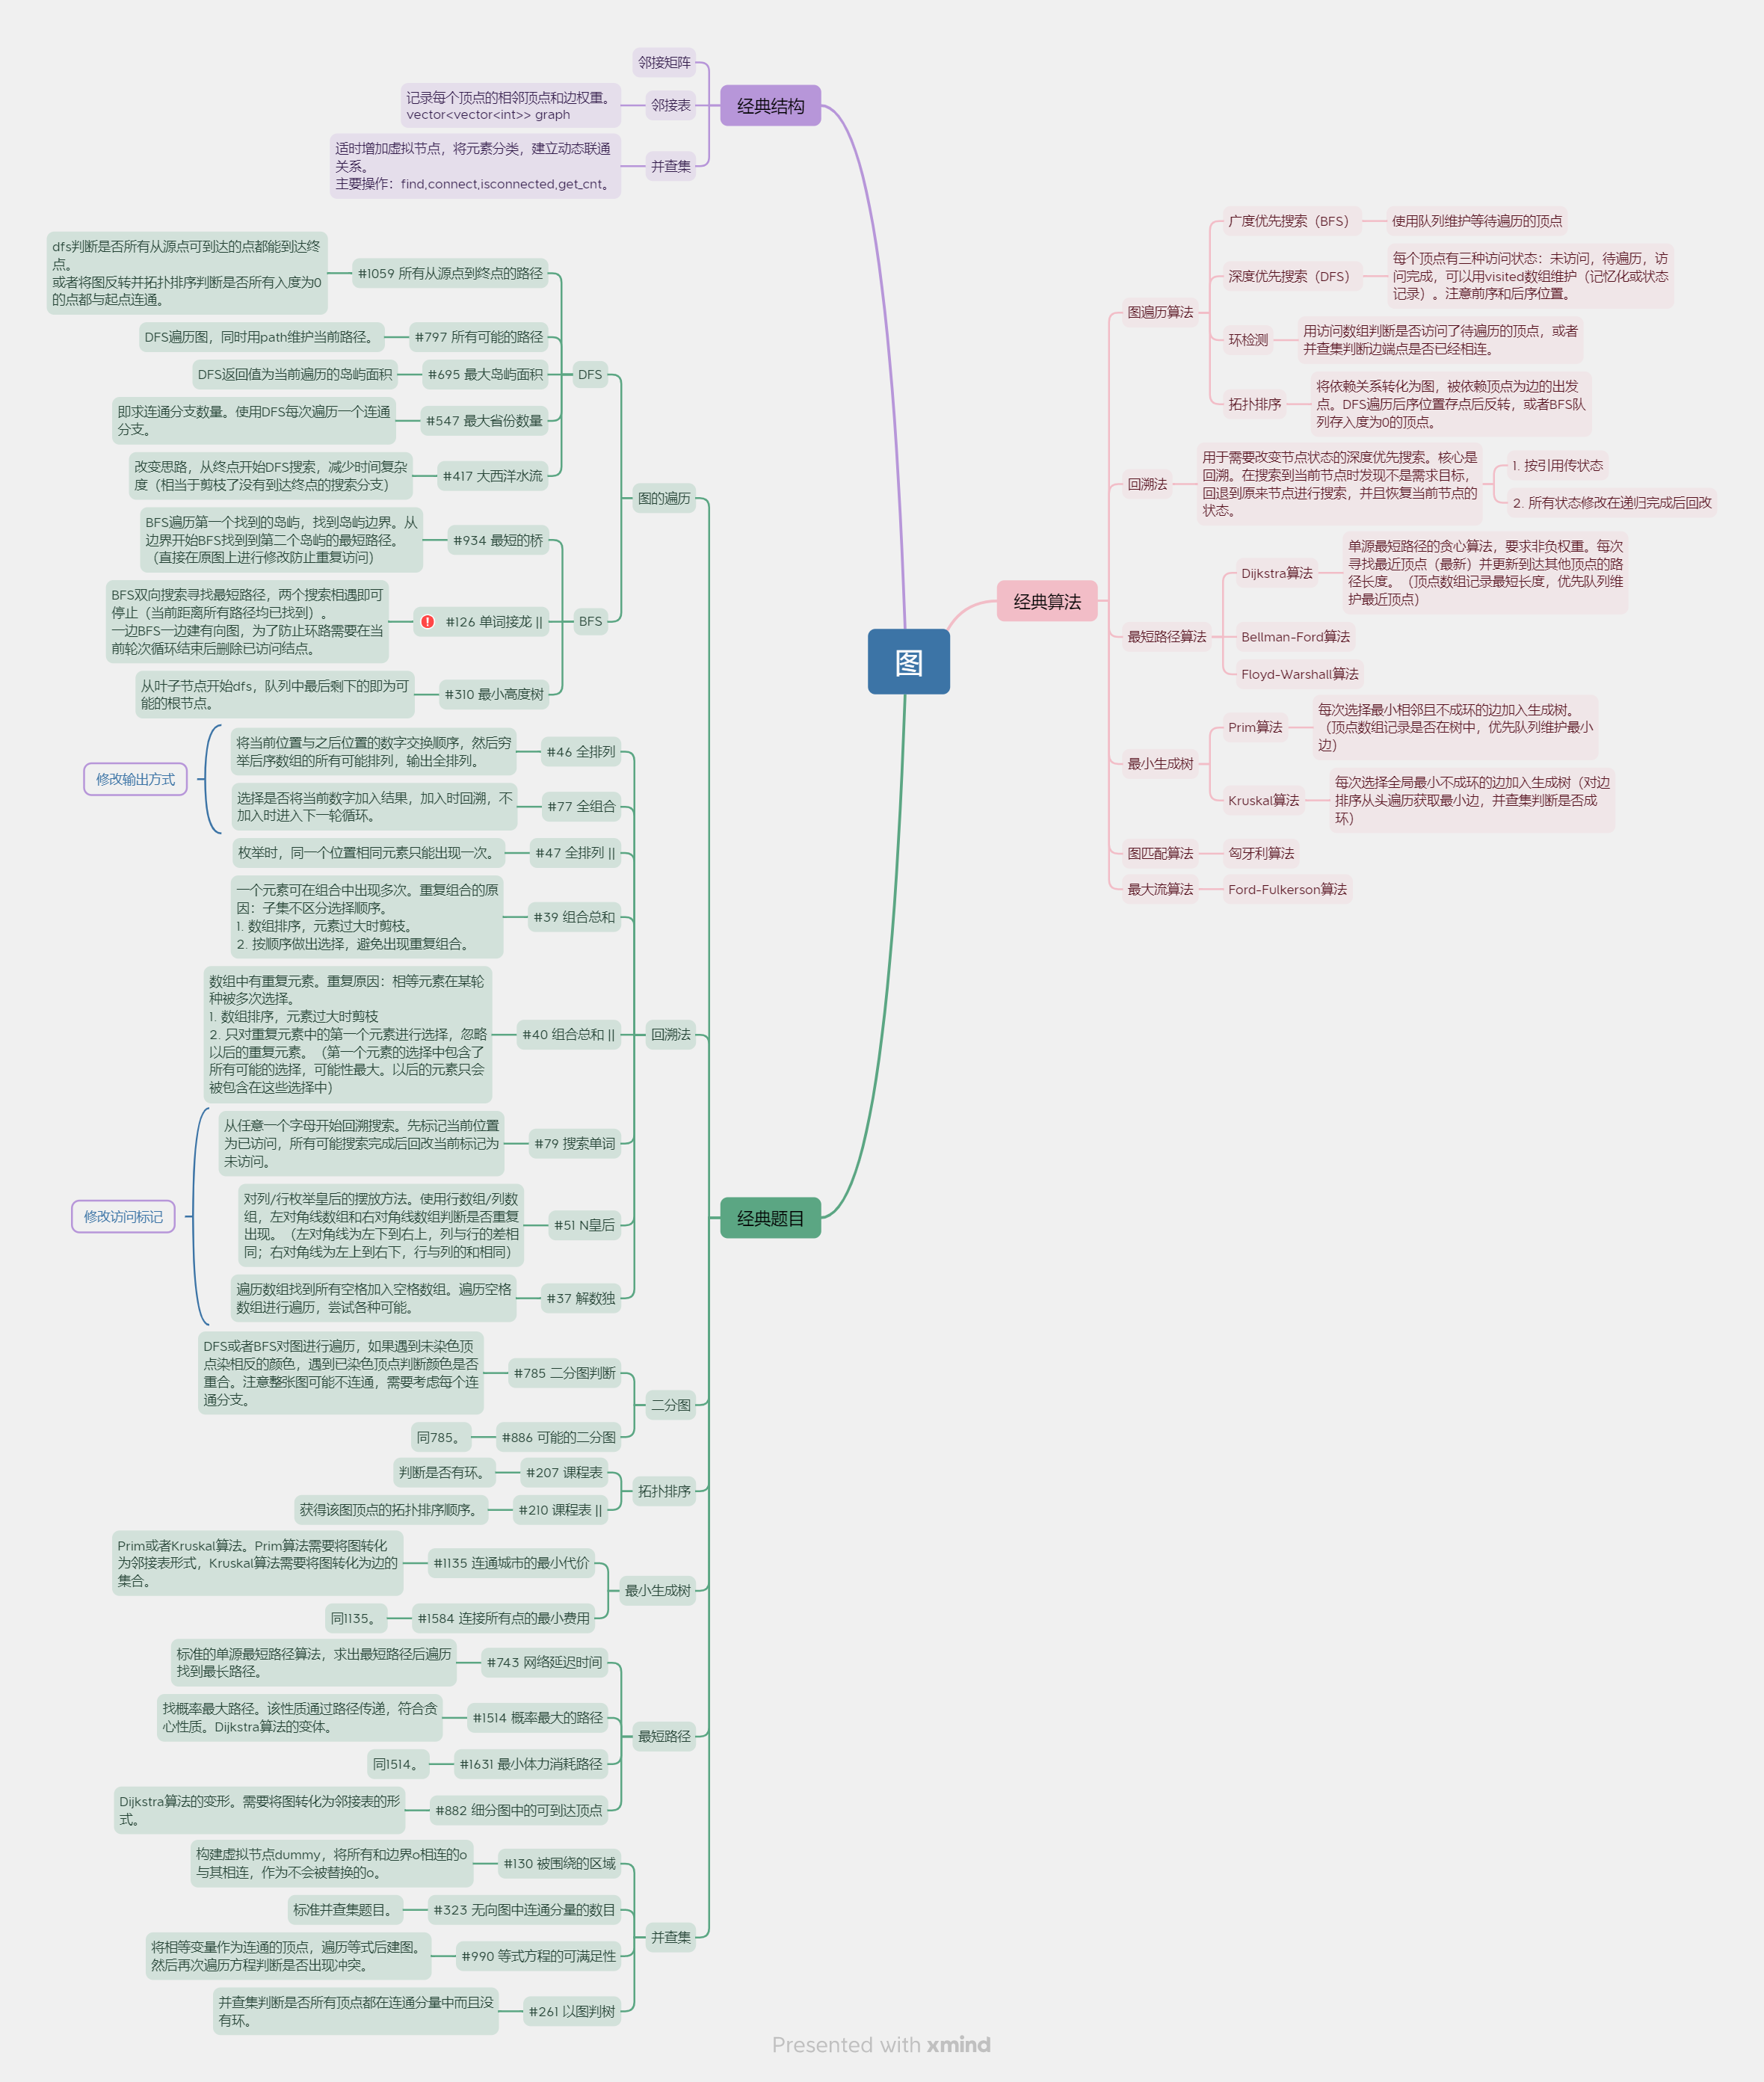 图
经典结构
邻接矩阵
邻接表
记录每个顶点的相邻顶点和边权重。
vector<vector<int>> graph
并查集
适时增加虚拟节点，将元素分类，建立动态联通
关系。
主要操作：find,connect,isconnected,get_cnt。
经典算法
图遍历算法
广度优先搜索（BFS）
使用队列维护等待遍历的顶点
深度优先搜索（DFS）
每个顶点有三种访问状态：未访问，待遍历，访
问完成，可以用visited数组维护（记忆化或状态
记录）。注意前序和后序位置。
环检测
用访问数组判断是否访问了待遍历的顶点，或者
并查集判断边端点是否已经相连。
拓扑排序
将依赖关系转化为图，被依赖顶点为边的出发
点。DFS遍历后序位置存点后反转，或者BFS队
列存入度为0的顶点。
回溯法
用于需要改变节点状态的深度优先搜索。核心是
回溯。在搜索到当前节点时发现不是需求目标，
回退到原来节点进行搜索，并且恢复当前节点的
状态。
1. 按引用传状态
2. 所有状态修改在递归完成后回改
最短路径算法
Dijkstra算法
单源最短路径的贪心算法，要求非负权重。每次
寻找最近顶点（最新）并更新到达其他顶点的路
径长度。（顶点数组记录最短长度，优先队列维
护最近顶点）
Bellman-Ford算法
Floyd-Warshall算法
最小生成树
Prim算法
每次选择最小相邻且不成环的边加入生成树。
（顶点数组记录是否在树中，优先队列维护最小
边）
Kruskal算法
每次选择全局最小不成环的边加入生成树（对边
排序从头遍历获取最小边，并查集判断是否成
环）
图匹配算法
匈牙利算法
最大流算法
Ford-Fulkerson算法
经典题目
图的遍历
DFS
#1059 所有从源点到终点的路径
dfs判断是否所有从源点可到达的点都能到达终
点。
或者将图反转并拓扑排序判断是否所有入度为0
的点都与起点连通。
#797 所有可能的路径
DFS遍历图，同时用path维护当前路径。
#695 最大岛屿面积
DFS返回值为当前遍历的岛屿面积
#547 最大省份数量
即求连通分支数量。使用DFS每次遍历一个连通
分支。
#417 大西洋水流
改变思路，从终点开始DFS搜索，减少时间复杂
度（相当于剪枝了没有到达终点的搜索分支）
BFS
#934 最短的桥
BFS遍历第一个找到的岛屿，找到岛屿边界。从
边界开始BFS找到到第二个岛屿的最短路径。
（直接在原图上进行修改防止重复访问）
#126 单词接龙 ||
BFS双向搜索寻找最短路径，两个搜索相遇即可
停止（当前距离所有路径均已找到）。
一边BFS一边建有向图，为了防止环路需要在当
前轮次循环结束后删除已访问结点。
#310 最小高度树
从叶子节点开始dfs，队列中最后剩下的即为可
能的根节点。
回溯法
修改输出方式
#46 全排列
将当前位置与之后位置的数字交换顺序，然后穷
举后序数组的所有可能排列，输出全排列。
#77 全组合
选择是否将当前数字加入结果，加入时回溯，不
加入时进入下一轮循环。
#47 全排列 ||
枚举时，同一个位置相同元素只能出现一次。
#39 组合总和
一个元素可在组合中出现多次。重复组合的原
因：子集不区分选择顺序。
1. 数组排序，元素过大时剪枝。
2. 按顺序做出选择，避免出现重复组合。
#40 组合总和 ||
数组中有重复元素。重复原因：相等元素在某轮
种被多次选择。
1. 数组排序，元素过大时剪枝
2. 只对重复元素中的第一个元素进行选择，忽略
以后的重复元素。（第一个元素的选择中包含了
所有可能的选择，可能性最大。以后的元素只会
被包含在这些选择中）
修改访问标记
#79 搜索单词
从任意一个字母开始回溯搜索。先标记当前位置
为已访问，所有可能搜索完成后回改当前标记为
未访问。
#51 N皇后
对列/行枚举皇后的摆放方法。使用行数组/列数
组，左对角线数组和右对角线数组判断是否重复
出现。（左对角线为左下到右上，列与行的差相
同；右对角线为左上到右下，行与列的和相同）
#37 解数独
遍历数组找到所有空格加入空格数组。遍历空格
数组进行遍历，尝试各种可能。
二分图
#785 二分图判断
DFS或者BFS对图进行遍历，如果遇到未染色顶
点染相反的颜色，遇到已染色顶点判断颜色是否
重合。注意整张图可能不连通，需要考虑每个连
通分支。
#886 可能的二分图
同785。
拓扑排序
#207 课程表
判断是否有环。
#210 课程表 ||
获得该图顶点的拓扑排序顺序。
最小生成树
#1135 连通城市的最小代价
Prim或者Kruskal算法。Prim算法需要将图转化
为邻接表形式，Kruskal算法需要将图转化为边的
集合。
#1584 连接所有点的最小费用
同1135。
最短路径
#743 网络延迟时间
标准的单源最短路径算法，求出最短路径后遍历
找到最长路径。
#1514 概率最大的路径
找概率最大路径。该性质通过路径传递，符合贪
心性质。Dijkstra算法的变体。
#1631 最小体力消耗路径
同1514。
#882 细分图中的可到达顶点
Dijkstra算法的变形。需要将图转化为邻接表的形
式。
并查集
#130 被围绕的区域
构建虚拟节点dummy，将所有和边界o相连的o
与其相连，作为不会被替换的o。
#323 无向图中连通分量的数目
标准并查集题目。
#990 等式方程的可满足性
将相等变量作为连通的顶点，遍历等式后建图。
然后再次遍历方程判断是否出现冲突。
#261 以图判树
并查集判断是否所有顶点都在连通分量中而且没
有环。
Presented with xmind